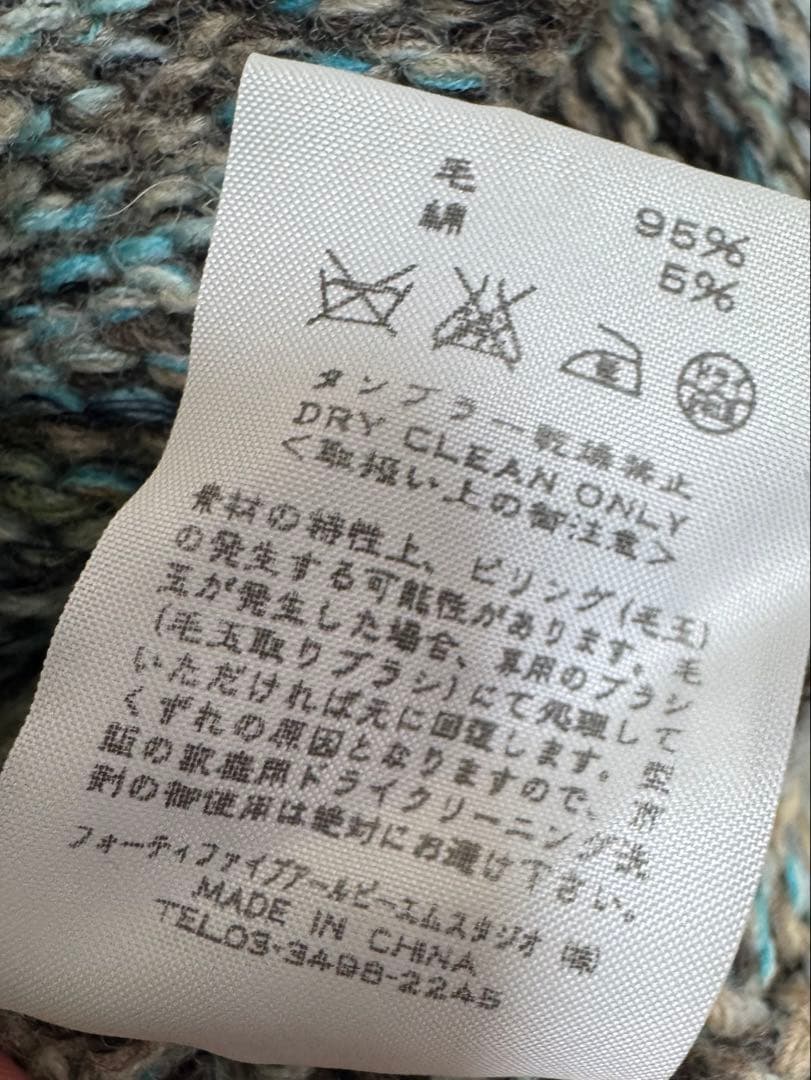 毛 95%
綿 5%
中
ドライ
タンブラー乾燥禁止
DRY CLEAN ONLY
<取扱い上の御注意>
素材の特性上、ピリング(毛玉)
の発生する可能性があります。毛
玉が発生した場合、専用のブラシ
(毛玉取りブラシ)にて処理して
いただければ元に回復します。型
くずれの原因となりますので、市
販の家庭用ドライクリーニング洗
剤の御使用は絶対にお避け下さい。
フォーティファイブアールピーエムスタジオ(株)
MADE IN CHINA
TEL03-3498-2245